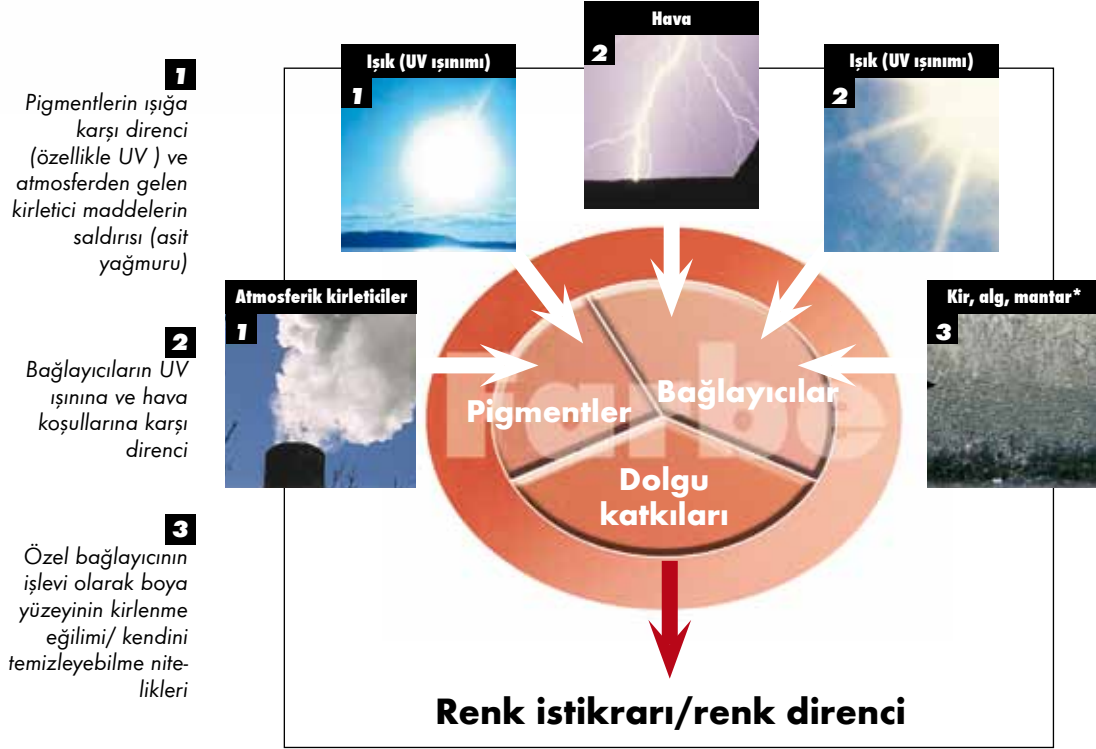 1
Pigmentlerin ışığa
karşı direnci
(özellikle UV ) ve
atmosferden gelen
kirletici maddelerin
saldırısı (asit
yağmuru)
2
Bağlayıcıların UV
ışınına ve hava
koşullarına karşı
direnci
3
Özel bağlayıcının
işlevi olarak boya
yüzeyinin kirlenme
eğilimi/ kendini
temizleyebilme nite-
likleri
Atmosferik kirleticiler
1
Işık (UV ışınımı)
1
Hava
2
Işık (UV ışınımı)
2
Kir, alg, mantar*
3
Farbe
Pigmentler
Bağlayıcılar
Dolgu
katkıları
Renk istikrarı/renk direnci